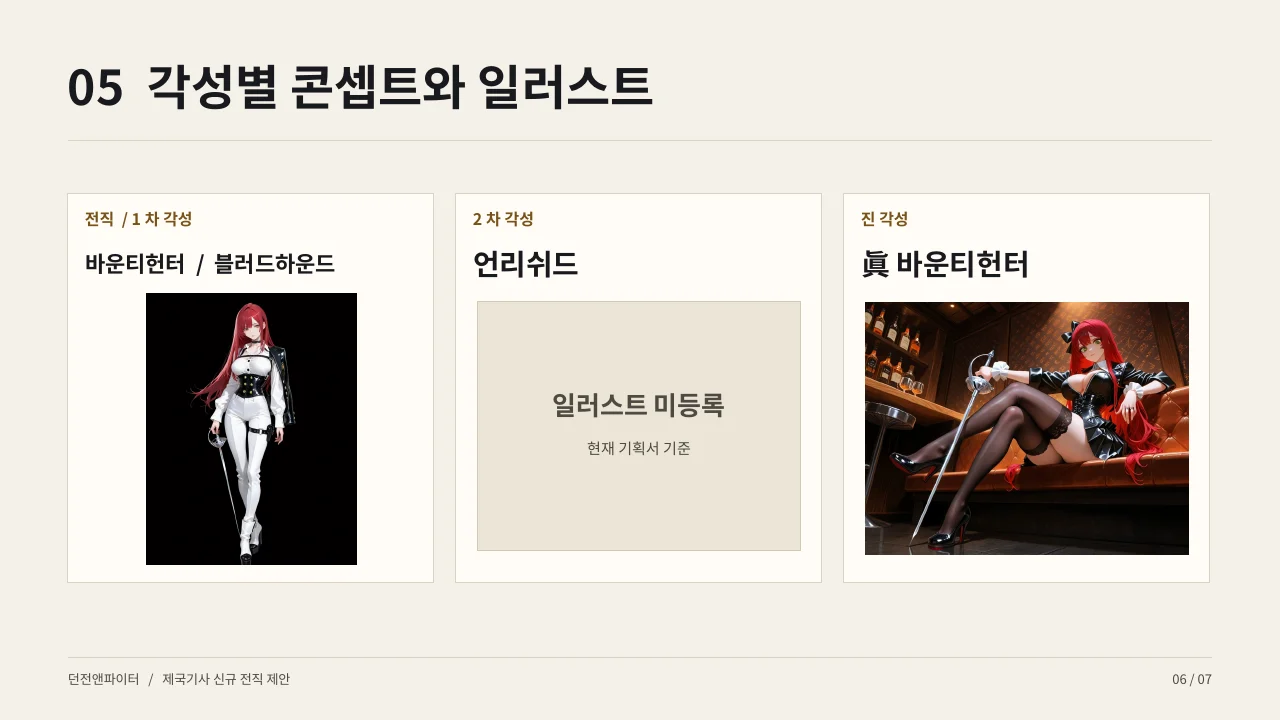 05 각성별 콘셉트와 일러스트
전직 / 1 차 각성
바운티헌터 / 블러드하운드
2 차 각성
언리쉬드
일러스트 미등록
현재 기획서 기준
진 각성
眞 바운티헌터
던전앤파이터 / 제국기사 신규 전직 제안
06 / 07